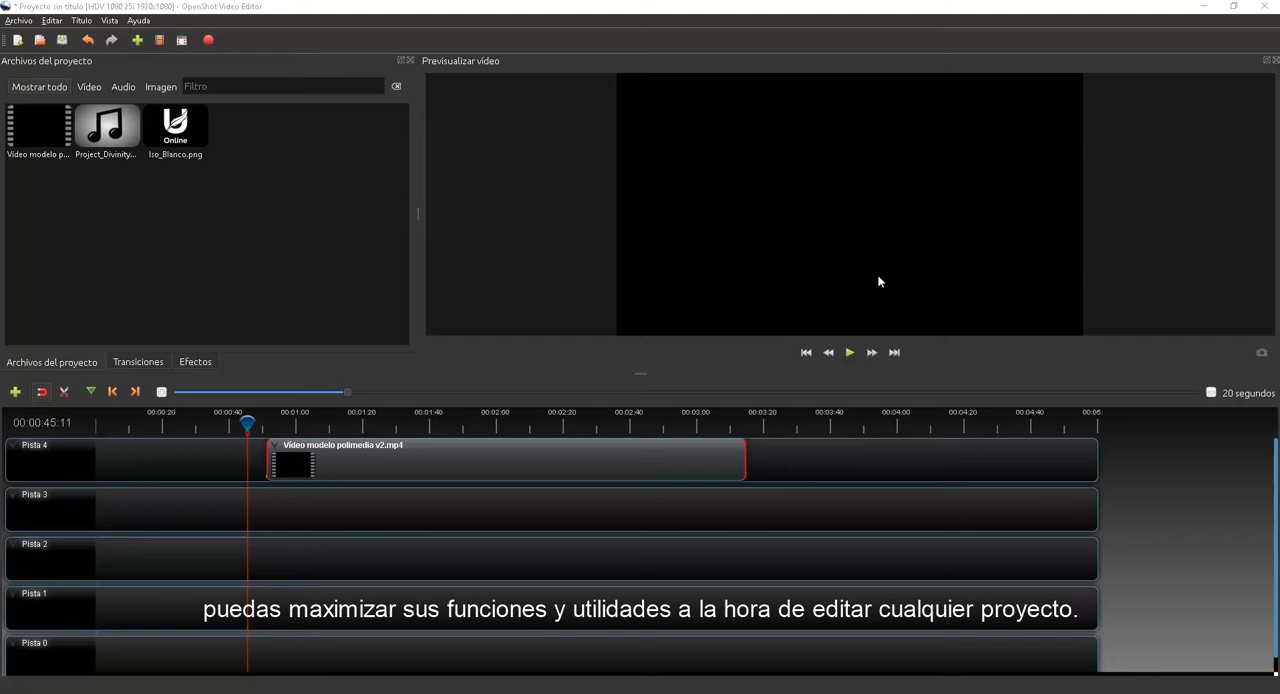 * Proyecto sin título [HDV 1080 25i 1920x1080] - OpenShot Video Editor
Archivo Editar Título Vista Ayuda
Archivos del proyecto
Previsualizar vídeo
Mostrar todo Vídeo Audio Imagen Filtro
Online
Vídeo modelo p... Project_Divinity... Iso_Blanco.png
Archivos del proyecto Transiciones Efectos
20 segundos
00:00:45:11
00:00:20 00:00:40 00:01:00 00:01:20 00:01:40 00:02:00 00:02:20 00:02:40 00:03:00 00:03:20 00:03:40 00:04:00 00:04:20 00:04:40 00:05:
Pista 4
Vídeo modelo polimedia v2.mp4
Pista 3
Pista 2
Pista 1
puedas maximizar sus funciones y utilidades a la hora de editar cualquier proyecto.
Pista 0